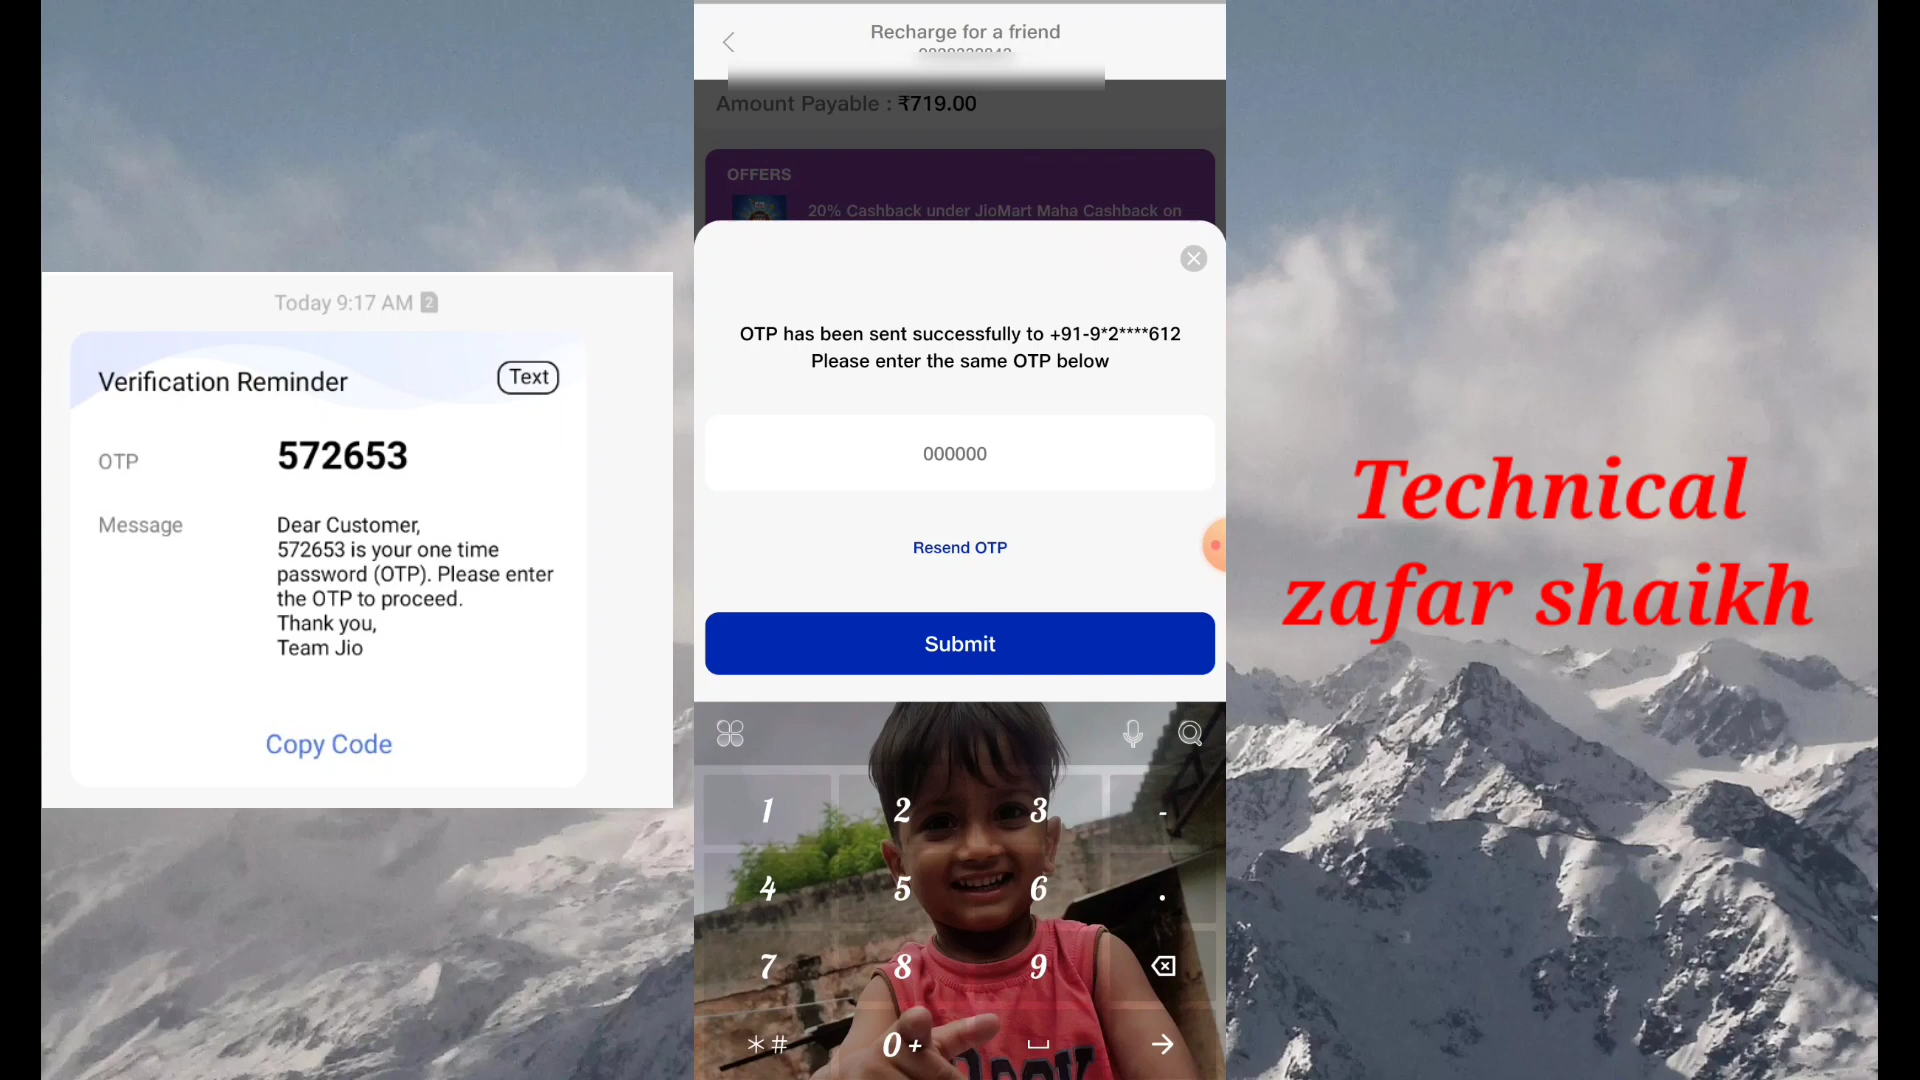 Today 9:17 AM 2
Verification Reminder
Text
OTP
572653
Message
Dear Customer,
572653 is your one time
password (OTP). Please enter
the OTP to proceed.
Thank you,
Team Jio
Copy Code
Recharge for a friend
Amount Payable : ₹719.00
OFFERS
20% Cashback under JioMart Maha Cashback on
OTP has been sent successfully to +91-9*2****612
Please enter the same OTP below
000000
Resend OTP
Submit
1 2 3 -
4 5 6 .
7 8 9
*# 0 +
Technical
zafar shaikh